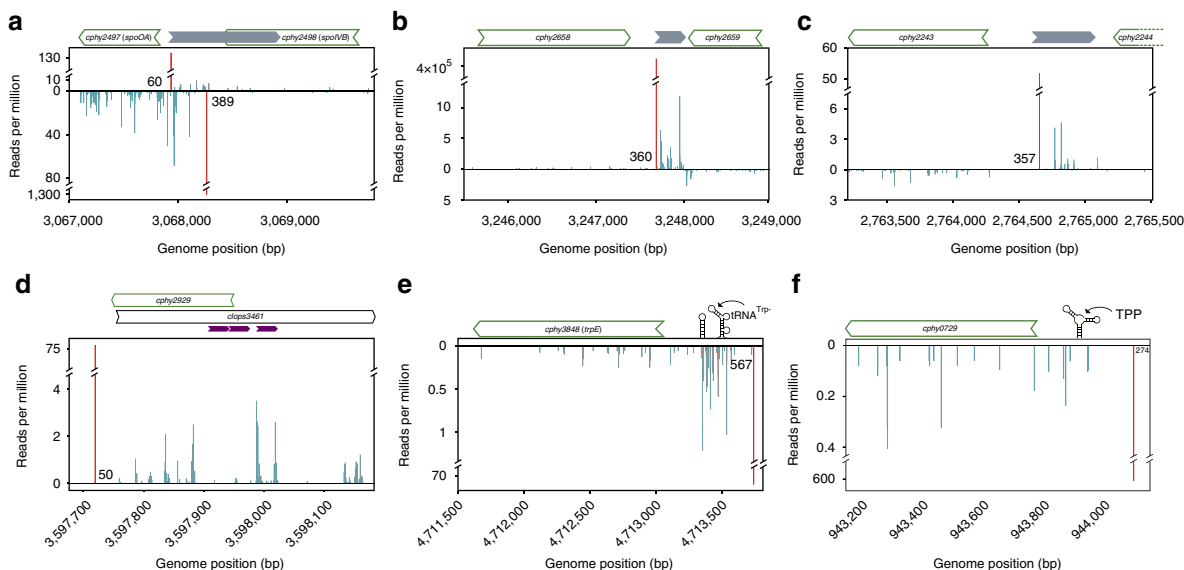 a
cphy2497 (spoOA)
cphy2498 (spoIVB)
Reads per million
130
10
0
40
80
1,300
60
389
3,067,000
3,068,000
3,069,000
Genome position (bp)
b
cphy2658
cphy2659
Reads per million
4×10⁵
10
5
0
5
360
3,246,000
3,247,000
3,248,000
3,249,000
Genome position (bp)
c
cphy2243
cphy2244
Reads per million
60
50
6
3
0
3
357
2,763,500
2,764,000
2,764,500
2,765,000
2,765,500
Genome position (bp)
d
cphy2929
clops3461
Reads per million
75
4
2
0
50
3,597,700
3,597,800
3,597,900
3,598,000
3,598,100
Genome position (bp)
e
cphy3848 (trpE)
tRNATrp-
Reads per million
0
0.5
1
70
567
4,711,500
4,712,000
4,712,500
4,713,000
4,713,500
Genome position (bp)
f
cphy0729
TPP
Reads per million
0
0.2
0.4
600
274
943,200
943,400
943,600
943,800
944,000
Genome position (bp)